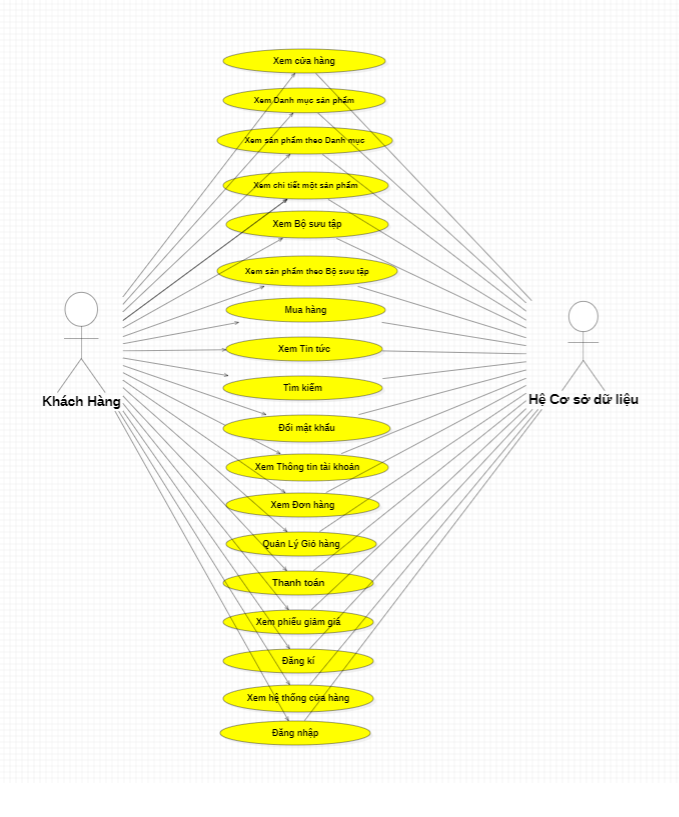 Xem cửa hàng
Xem Danh mục sản phẩm
Xem sản phẩm theo Danh mục
Xem chi tiết một sản phẩm
Xem Bộ sưu tập
Xem sản phẩm theo Bộ sưu tập
Mua hàng
Xem Tin tức
Tìm kiếm
Khách Hàng
Hệ Cơ sở dữ liệu
Đổi mật khẩu
Xem Thông tin tài khoản
Xem Đơn hàng
Quản Lý Giỏ hàng
Thanh toán
Xem phiếu giảm giá
Đăng kí
Xem hệ thống cửa hàng
Đăng nhập